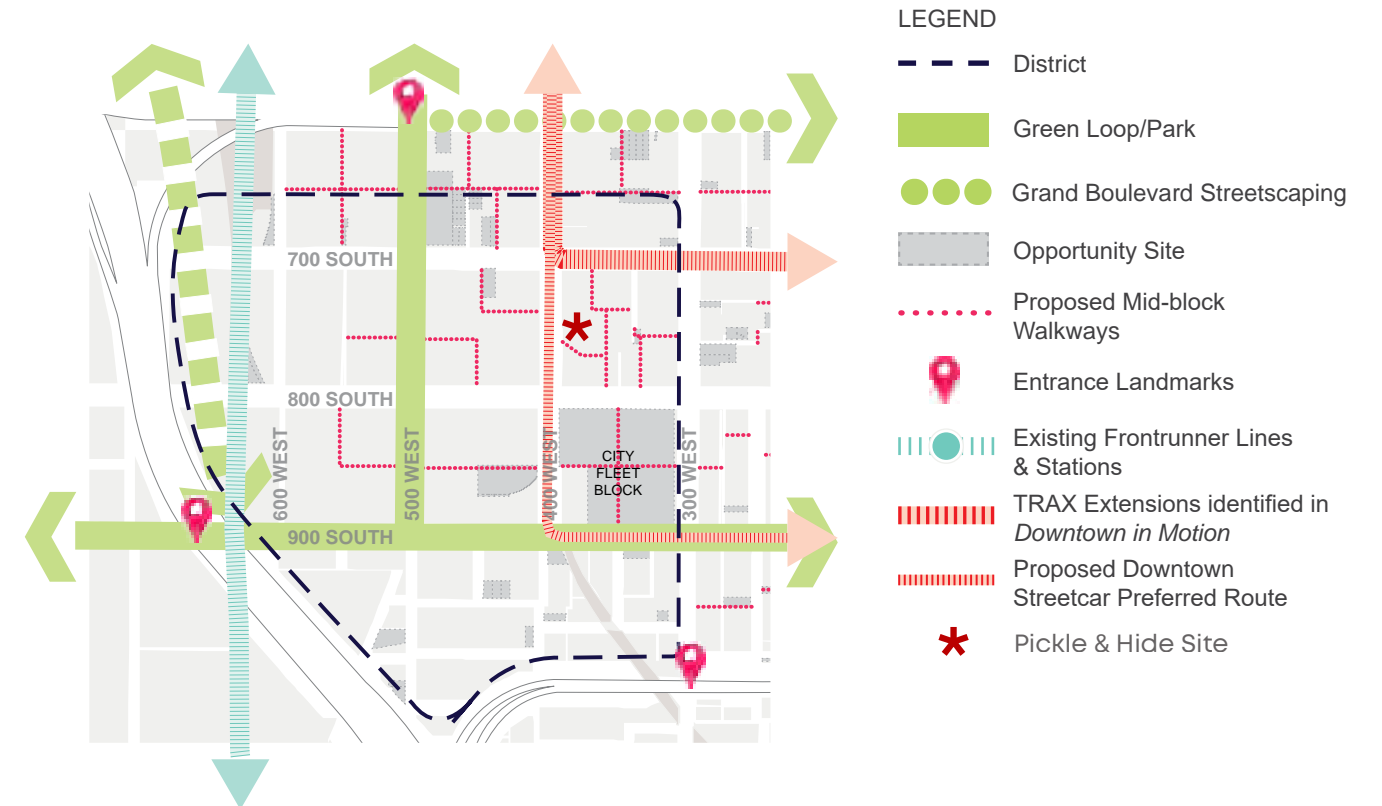 LEGEND
District
Green Loop/Park
Grand Boulevard Streetscaping
Opportunity Site
Proposed Mid-block
Walkways
Entrance Landmarks
Existing Frontrunner Lines
& Stations
TRAX Extensions identified in
Downtown in Motion
Proposed Downtown
Streetcar Preferred Route
* Pickle & Hide Site
700 SOUTH
*
800 SOUTH
600 WEST
500 WEST
400 WEST
300 WEST
CITY
FLEET
BLOCK
900 SOUTH